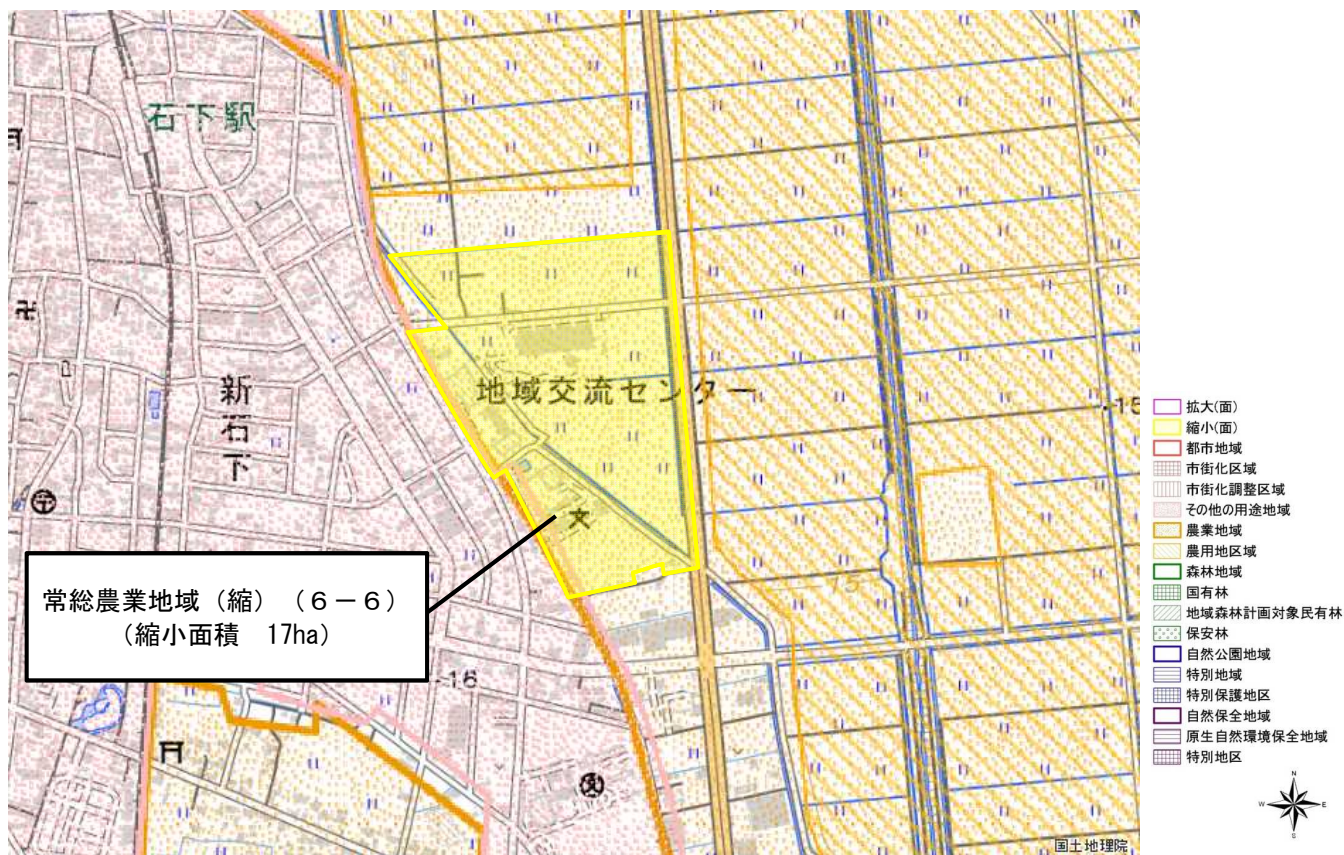 石下駅
地域交流センター
新石下
文
15
15
16
常総農業地域(縮)(6-6)
(縮小面積 17ha)
拡大(面)
縮小(面)
都市地域
市街化区域
市街化調整区域
その他の用途地域
農業地域
農用地区域
森林地域
国有林
地域森林計画対象民有林
保安林
自然公園地域
特別地域
特別保護地区
自然保全地域
原生自然環境保全地域
特別地区
N
W
E
S
国土地理院